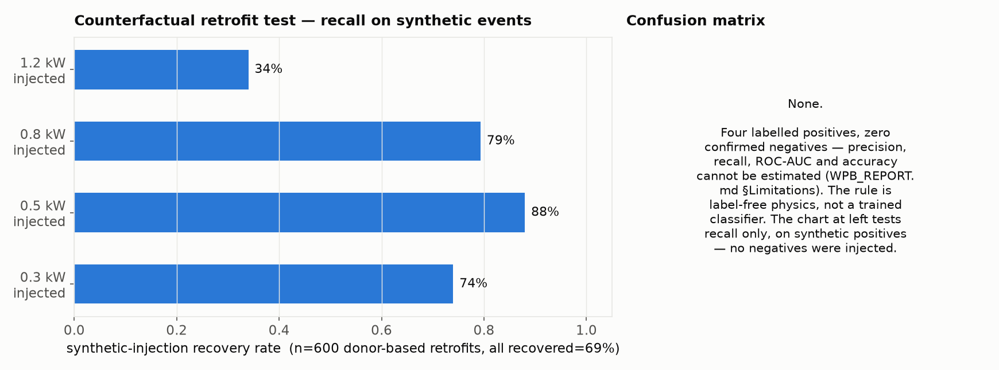 Counterfactual retrofit test — recall on synthetic events
1.2 kW
injected
34%
0.8 kW
injected
79%
0.5 kW
injected
88%
0.3 kW
injected
74%
0.0 0.2 0.4 0.6 0.8 1.0
synthetic-injection recovery rate (n=600 donor-based retrofits, all recovered=69%)
Confusion matrix
None.
Four labelled positives, zero
confirmed negatives — precision,
recall, ROC-AUC and accuracy
cannot be estimated (WPB_REPORT.
md §Limitations). The rule is
label-free physics, not a trained
classifier. The chart at left tests
recall only, on synthetic positives
— no negatives were injected.